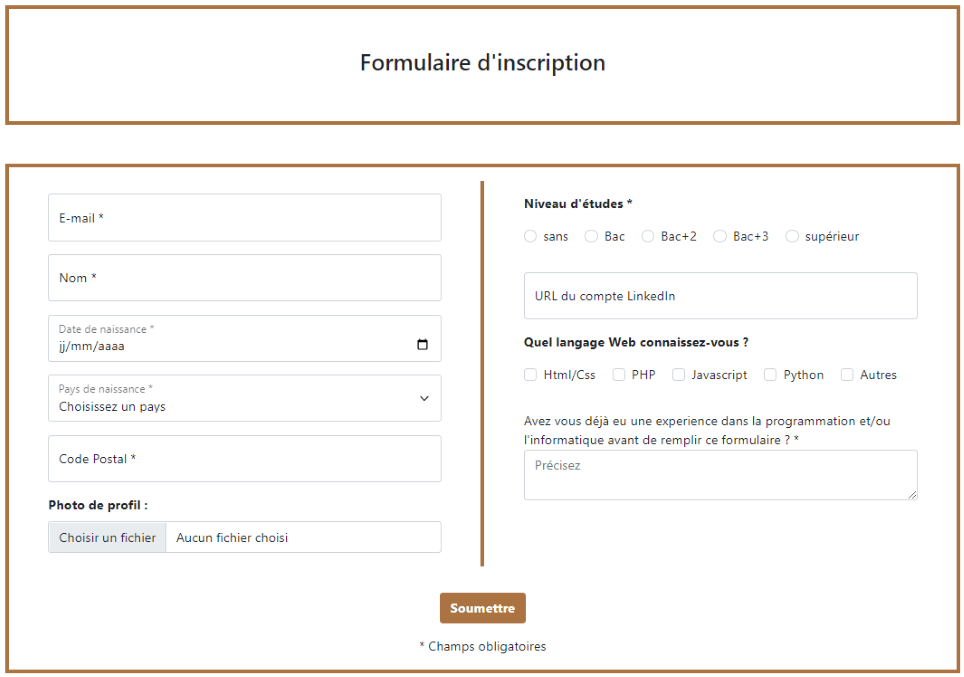 Formulaire d'inscription
E-mail *
Nom *
Date de naissance *
jj/mm/aaaa
Pays de naissance *
Choisissez un pays
Code Postal *
Photo de profil :
Choisir un fichier Aucun fichier choisi
Niveau d'études *
sans Bac Bac+2 Bac+3 supérieur
URL du compte LinkedIn
Quel langage Web connaissez-vous ?
Html/Css PHP Javascript Python Autres
Avez vous déjà eu une experience dans la programmation et/ou
l'informatique avant de remplir ce formulaire ? *
Précisez
Soumettre
* Champs obligatoires